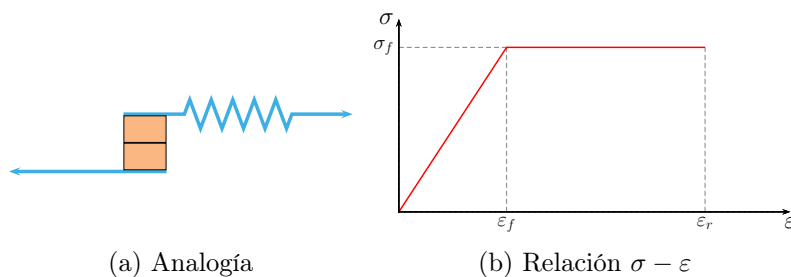 σ
σ_f
ε_f
ε_r
ε
(a) Analogía
(b) Relación σ − ε